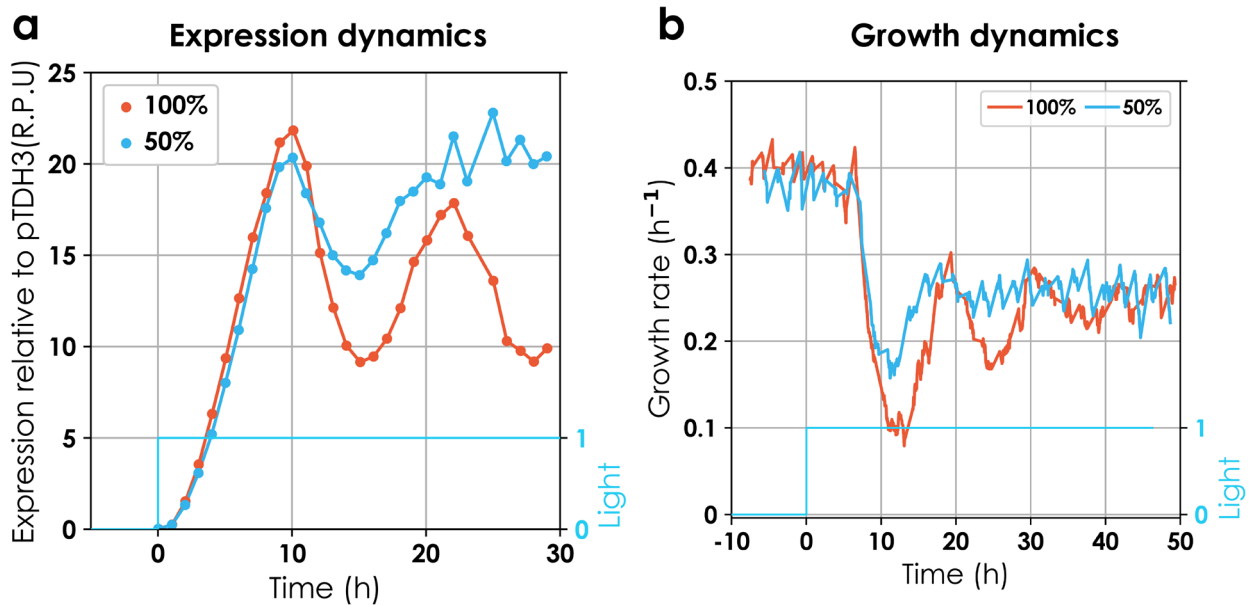 a
Expression dynamics
Expression relative to pTDH3(R.P.U)
25
20
15
10
5
0
100%
50%
1
0
Light
0 10 20 30
Time (h)
b
Growth dynamics
Growth rate (h⁻¹)
0.5
0.4
0.3
0.2
0.1
0
100% 50%
1
0
Light
-10 0 10 20 30 40 50
Time (h)